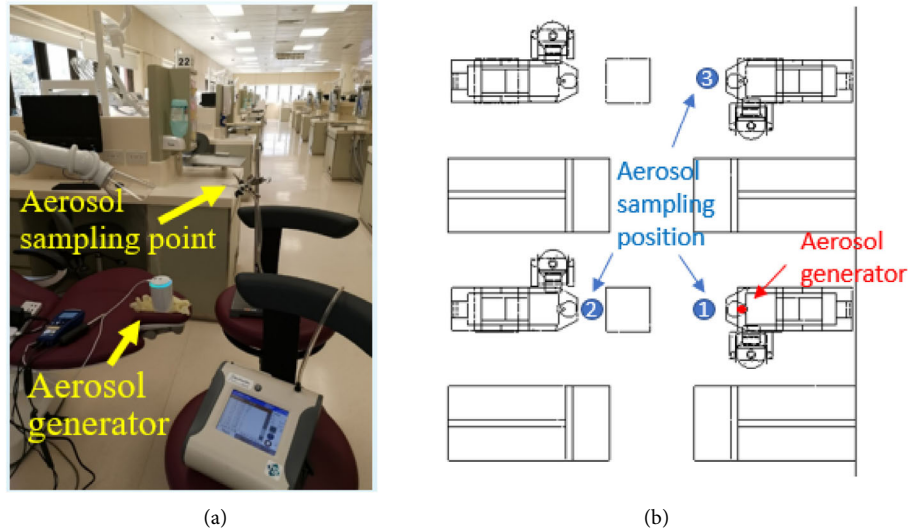 22
Aerosol
sampling point
Aerosol
generator
(a)
3
Aerosol
sampling
position
Aerosol
generator
2
1
(b)